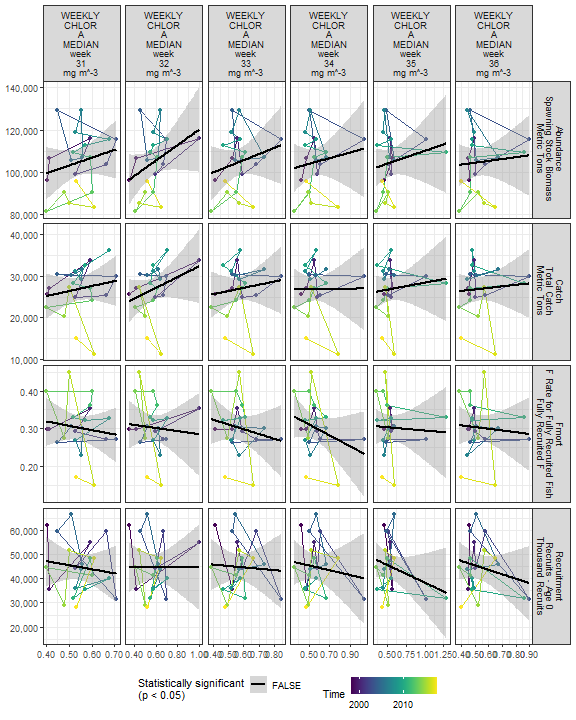 WEEKLY
CHLOR
A
MEDIAN
week
31
mg m^-3
WEEKLY
CHLOR
A
MEDIAN
week
32
mg m^-3
WEEKLY
CHLOR
A
MEDIAN
week
33
mg m^-3
WEEKLY
CHLOR
A
MEDIAN
week
34
mg m^-3
WEEKLY
CHLOR
A
MEDIAN
week
35
mg m^-3
WEEKLY
CHLOR
A
MEDIAN
week
36
mg m^-3
140,000
120,000
100,000
80,000
Abundance
Spawning Stock Biomass
Metric Tons
40,000
30,000
20,000
10,000
Catch
Total Catch
Metric Tons
0.40
0.30
0.20
Fmort
F Rate for Fully Recruited Fish
Fully Recruited F
60,000
50,000
40,000
30,000
20,000
Recruitment
Recruits - Age 0
Thousand Recruits
0.40 0.50 0.60 0.70
0.40 0.60 0.80 1.00
0.40 0.50 0.60 0.70 0.80
0.50 0.60 0.70 0.80 0.90
0.50 0.75 1.00 1.25
0.40 0.50 0.60 0.70 0.80 0.90
Statistically significant
(p < 0.05)
FALSE
Time
2000 2010